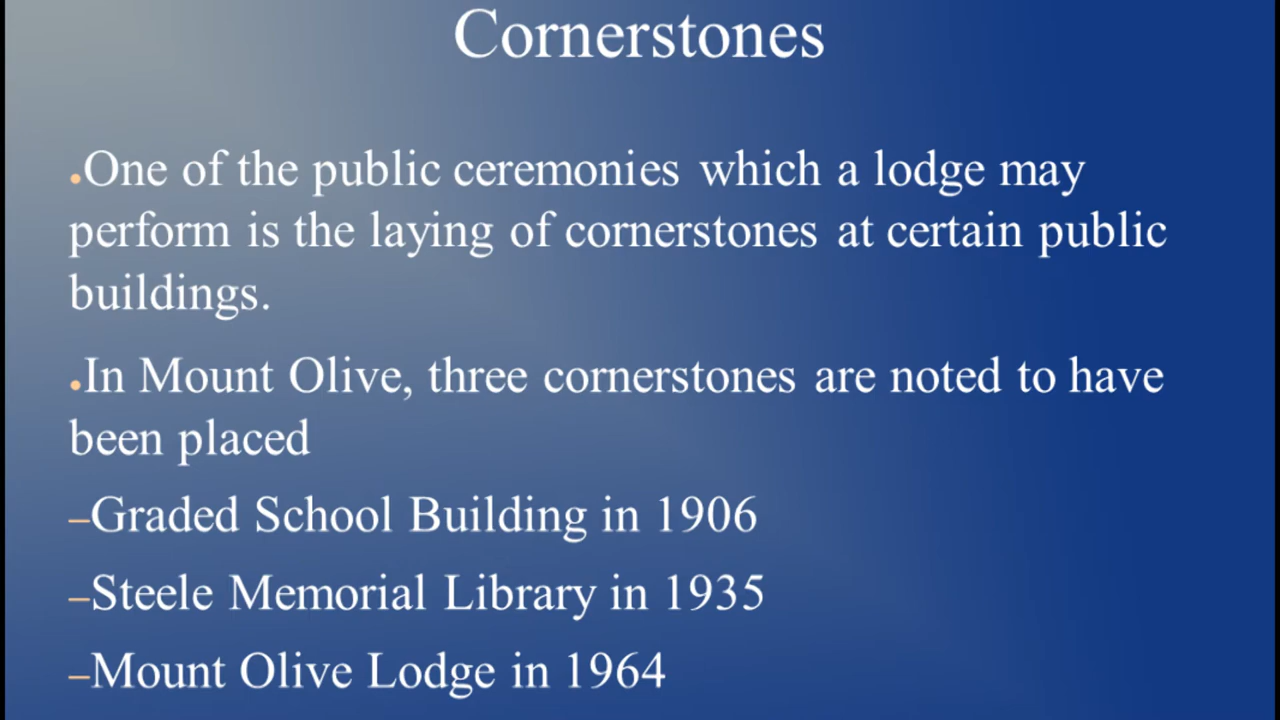 Cornerstones
•One of the public ceremonies which a lodge may
perform is the laying of cornerstones at certain public
buildings.
•In Mount Olive, three cornerstones are noted to have
been placed
–Graded School Building in 1906
–Steele Memorial Library in 1935
–Mount Olive Lodge in 1964